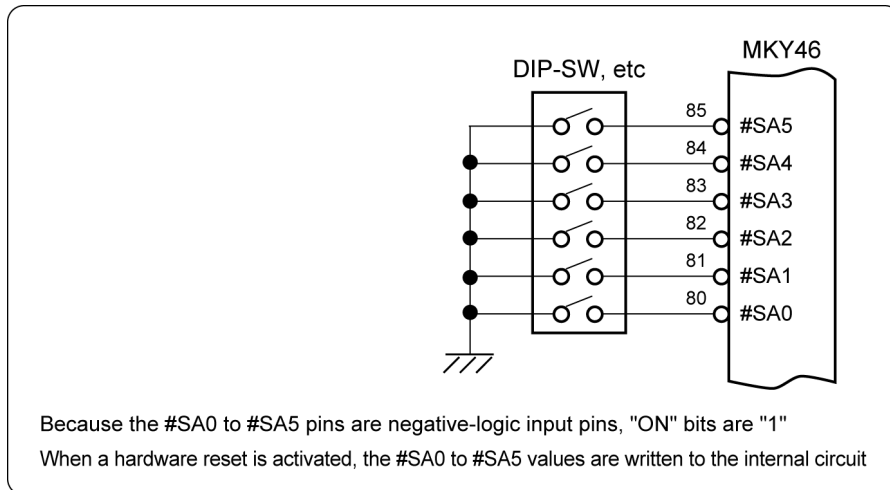 MKY46
DIP-SW, etc
85 #SA5
84 #SA4
83 #SA3
82 #SA2
81 #SA1
80 #SA0
Because the #SA0 to #SA5 pins are negative-logic input pins, "ON" bits are "1"
When a hardware reset is activated, the #SA0 to #SA5 values are written to the internal circuit